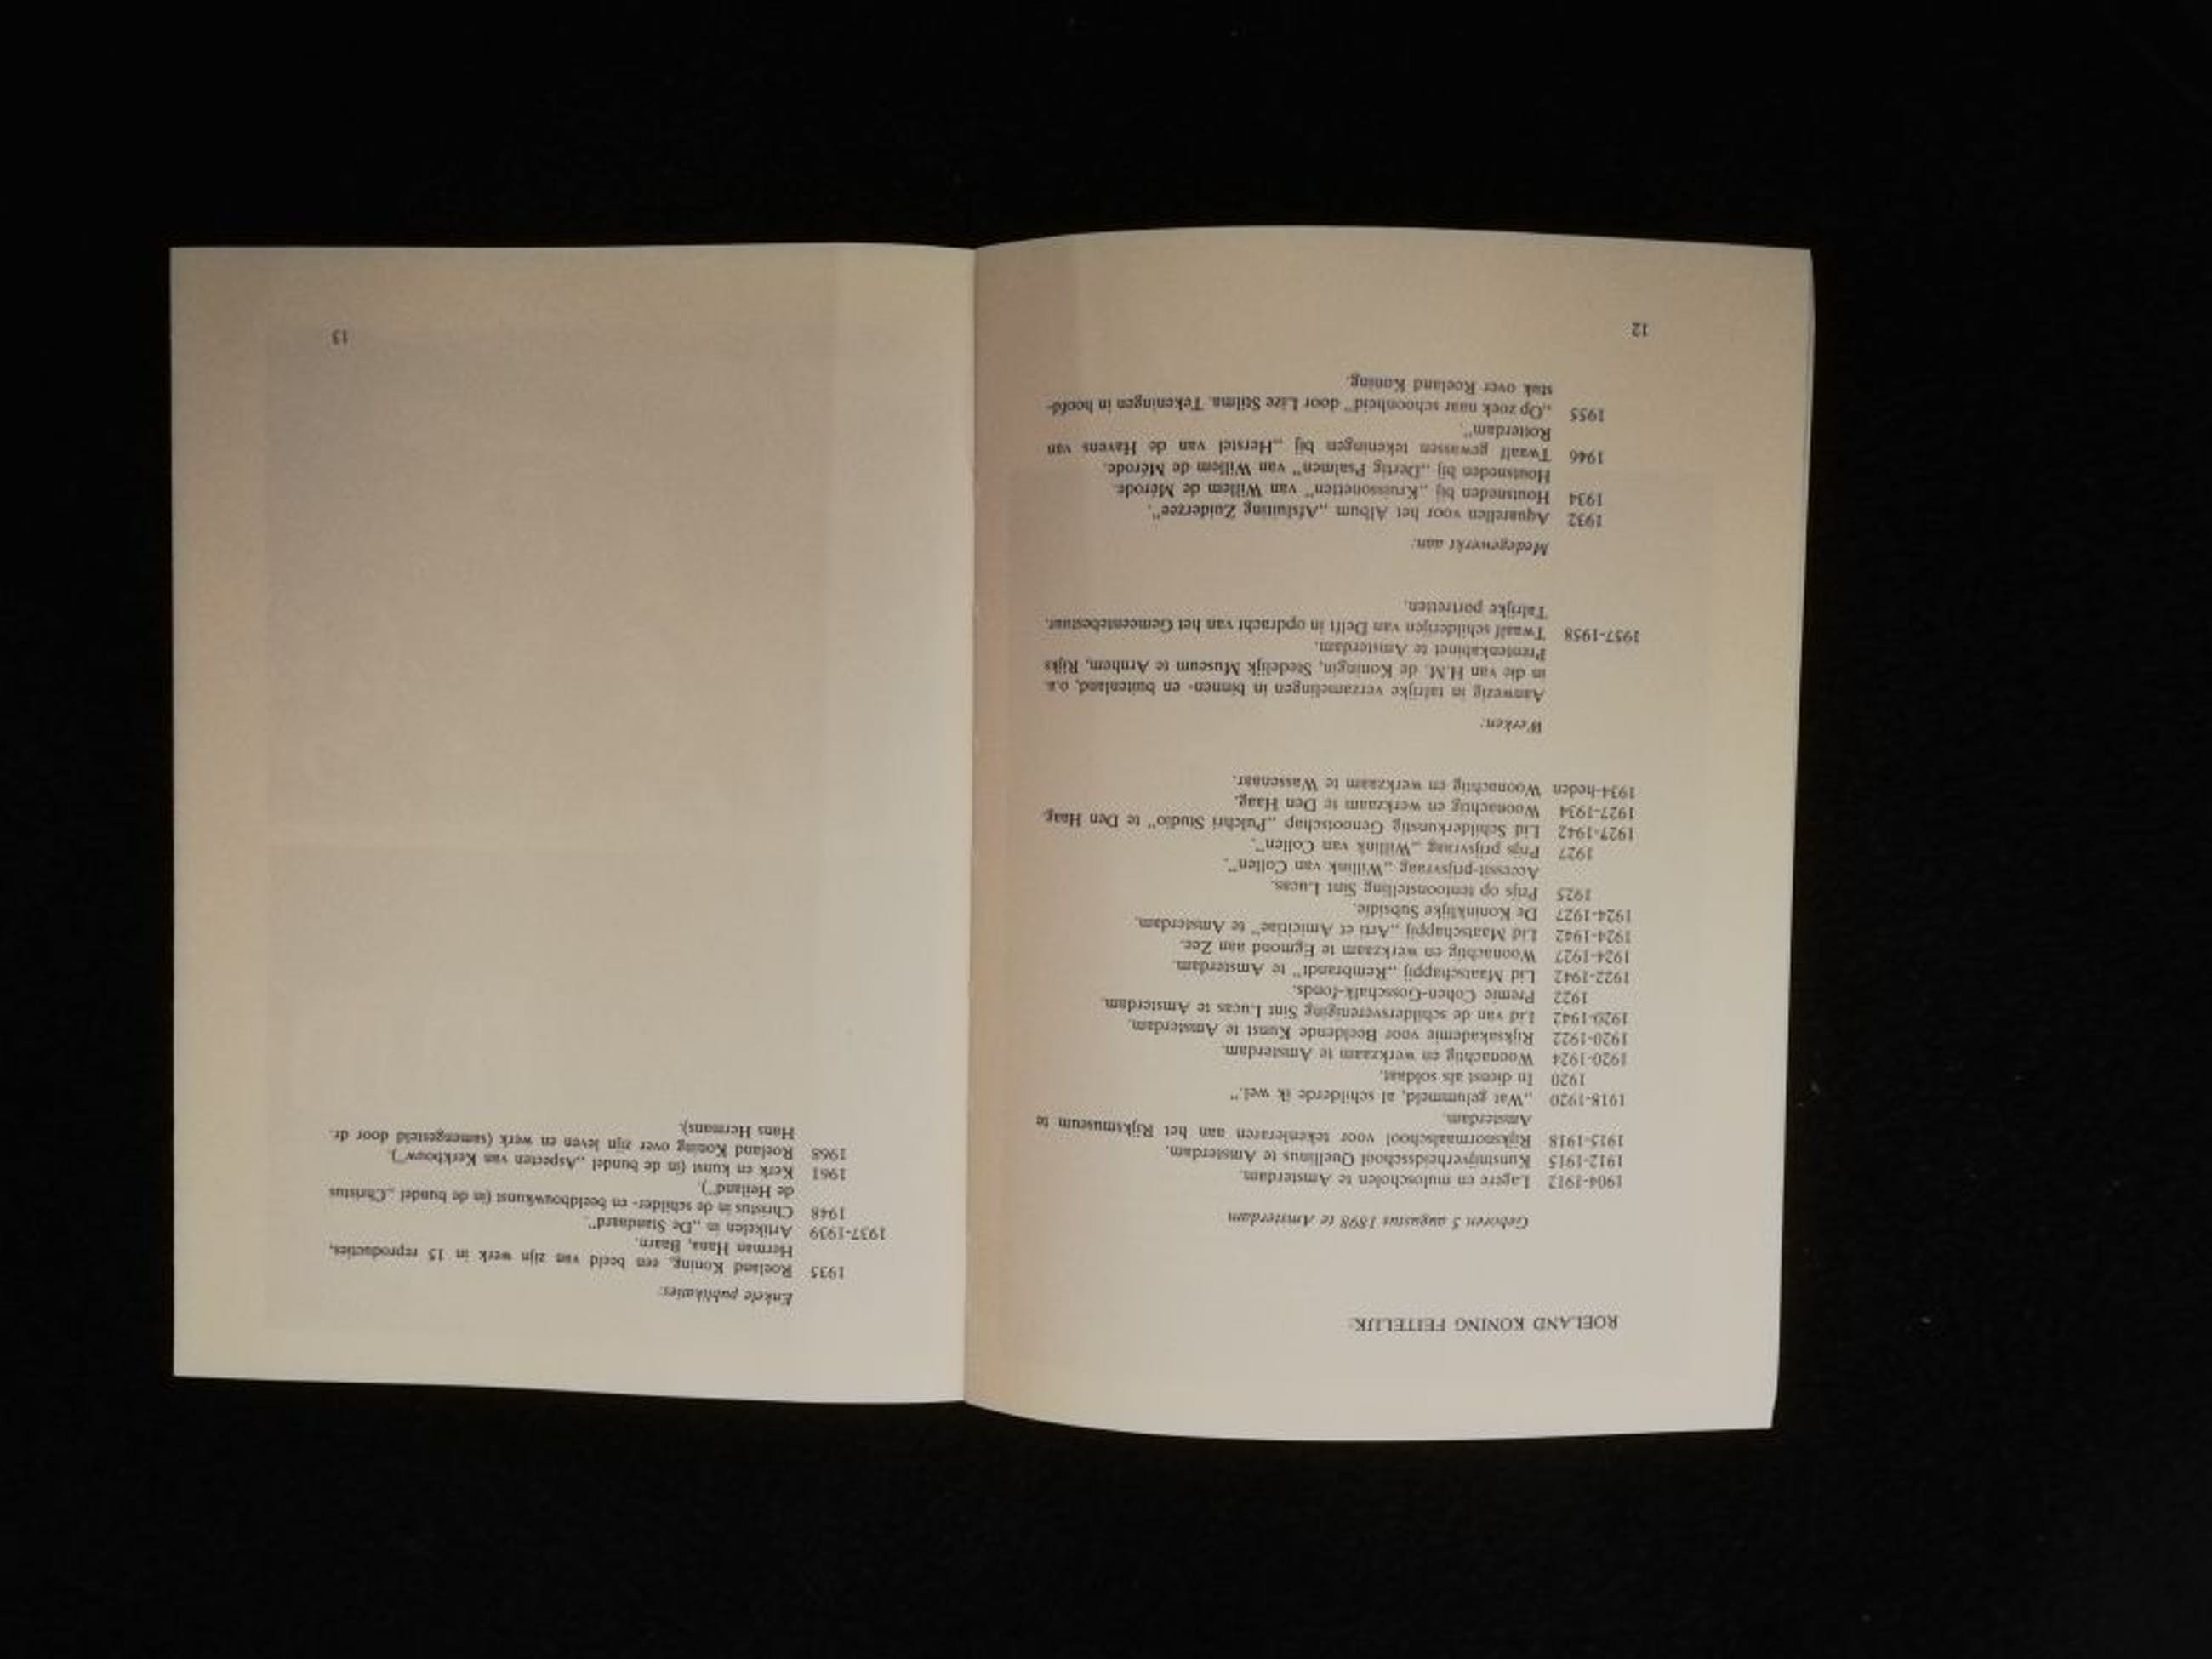 ROELAND KONING FEITELIJK:
Geboren 5 augustus 1898 te Amsterdam
1904-1912 Lagere en muloscholen te Amsterdam.
1912-1915 Kunstnijverheidsschool Quellinus te Amsterdam.
1915-1918 Rijksnormaalschool voor tekenleraren aan het Rijksmuseum te
Amsterdam.
1918-1920 „Wat gelummeld, al schilderde ik wel.”
1920 In dienst als soldaat.
1920-1924 Woonachtig en werkzaam te Amsterdam.
1920-1922 Rijksakademie voor Beeldende Kunst te Amsterdam.
1920-1942 Lid van de schildersvereniging Sint Lucas te Amsterdam.
1922 Premie Cohen-Gosschalk-fonds.
1922-1942 Lid Maatschappij „Rembrandt” te Amsterdam.
1924-1927 Woonachtig en werkzaam te Egmond aan Zee.
1924-1942 Lid Maatschappij „Arti et Amicitiae” te Amsterdam.
1924-1927 De Koninklijke Subsidie.
1925 Prijs op tentoonstelling Sint Lucas.
Accessit-prijsvraag „Willink van Collen”.
1927 Prijs prijsvraag „Willink van Collen”.
1927-1942 Lid Schilderkunstig Genootschap „Pulchri Studio” te Den Haag
1927-1934 Woonachtig en werkzaam te Den Haag.
1934-heden Woonachtig en werkzaam te Wassenaar.
Werken:
Aanwezig in talrijke verzamelingen in binnen- en buitenland, o.a.
in die van H.M. de Koningin, Stedelijk Museum te Arnhem, Rijks
Prentenkabinet te Amsterdam.
1957-1958 Twaalf schilderijen van Delft in opdracht van het Gemeentebestuur.
Talrijke portretten.
Medegewerkt aan:
1932 Aquarellen voor het Album „Afsluiting Zuiderzee”.
1934 Houtsneden bij „Kruissonetten” van Willem de Mérode.
Houtsneden bij „Dertig Psalmen” van Willem de Mérode.
1946 Twaalf gewassen tekeningen bij „Herstel van de Havens van
Rotterdam”.
1955 „Op zoek naar schoonheid” door Lize Stilma. Tekeningen in hoofd-
stuk over Roeland Koning.
12
Enkele publikaties:
1935 Roeland Koning, een beeld van zijn werk in 15 reproducties,
Herman Hana, Baarn.
1937-1939 Artikelen in „De Standaard”.
1948 Christus in de schilder- en beeldhouwkunst (in de bundel „Christus
de Heiland”).
1961 Kerk en kunst (in de bundel „Aspecten van Kerkbouw”).
1968 Roeland Koning over zijn leven en werk (samengesteld door dr.
Hans Hermans).
13